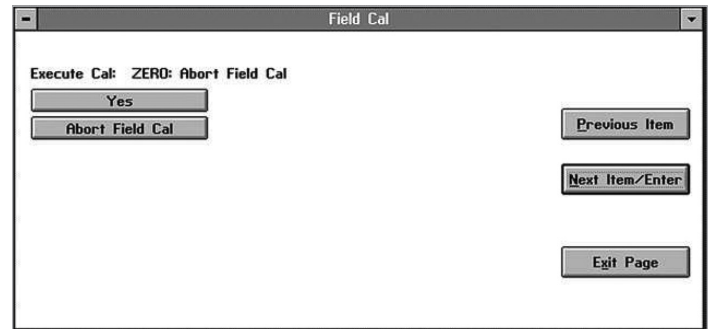 Field Cal
Execute Cal: ZERO: Abort Field Cal
Yes
Abort Field Cal
Previous Item
Next Item/Enter
Exit Page